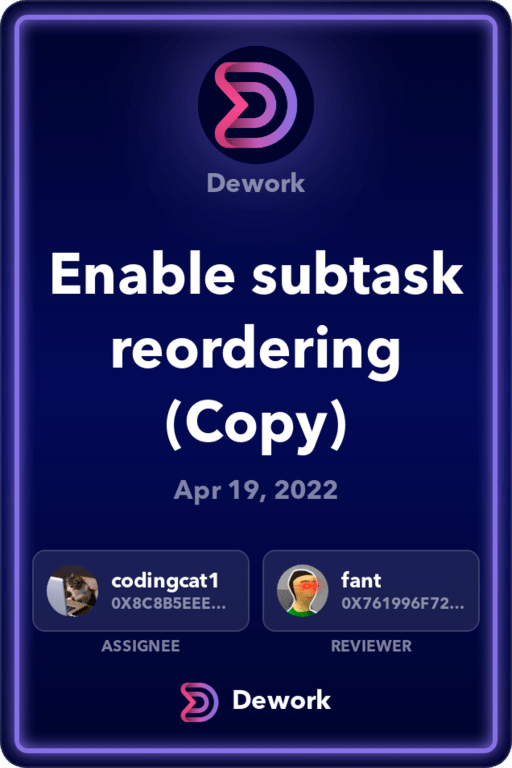 Dework
Enable subtask
reordering
(Copy)
Apr 19, 2022
codingcat1
0X8C8B5EEE...
ASSIGNEE
fant
0X761996F72...
REVIEWER
Dework